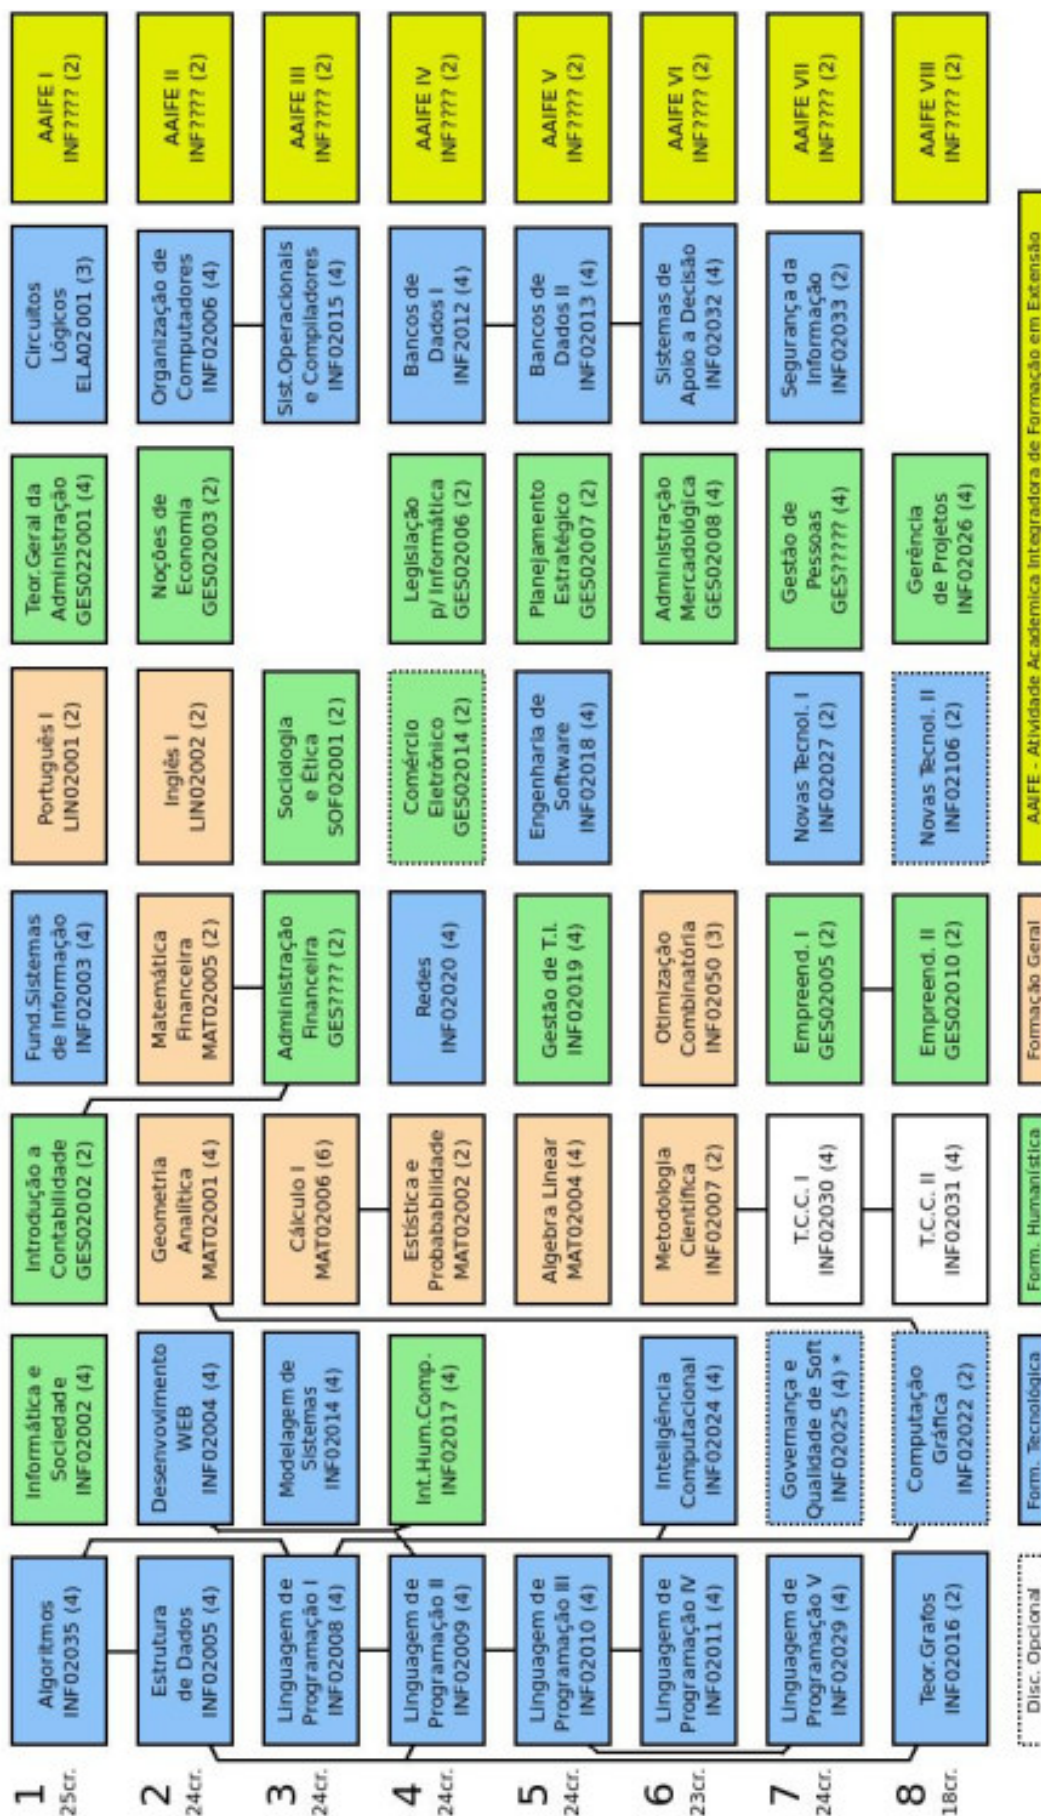 1
25cr.
Algoritmos
INF02035 (4)
Informática e
Sociedade
INF02002 (4)
Introdução a
Contabilidade
GES02002 (2)
Fund.Sistemas
de Informação
INF02003 (4)
Português I
LIN02001 (2)
Teor.Geral da
Administração
GES022001 (4)
Circuitos
Lógicos
ELA02001 (3)
AAIFE I
INF???? (2)
2
24cr.
Estrutura
de Dados
INF02005 (4)
Desenvovimento
WEB
INF02004 (4)
Geometria
Analítica
MAT02001 (4)
Matemática
Financeira
MAT02005 (2)
Inglês I
LIN02002 (2)
Noções de
Economia
GES02003 (2)
Organização de
Computadores
INF02006 (4)
AAIFE II
INF???? (2)
3
24cr.
Linguagem de
Programação I
INF02008 (4)
Modelagem de
Sistemas
INF02014 (4)
Cálculo I
MAT02006 (6)
Administração
Financeira
GES???? (2)
Sociologia
e Ética
SOF02001 (2)
Sist.Operacionais
e Compiladores
INF02015 (4)
AAIFE III
INF???? (2)
4
24cr.
Linguagem de
Programação II
INF02009 (4)
Int.Hum.Comp.
INF02017 (4)
Estística e
Probababilidade
MAT02002 (2)
Redes
INF02020 (4)
Comércio
Eletrônico
GES02014 (2)
Legislação
p/ Informática
GES02006 (2)
Bancos de
Dados I
INF2012 (4)
AAIFE IV
INF???? (2)
5
24cr.
Linguagem de
Programação III
INF02010 (4)
Algebra Linear
MAT02004 (4)
Gestão de T.I.
INF02019 (4)
Engenharia de
Software
INF02018 (4)
Planejamento
Estratégico
GES02007 (2)
Bancos de
Dados II
INF02013 (4)
AAIFE V
INF???? (2)
6
23cr.
Linguagem de
Programação IV
INF02011 (4)
Inteligência
Computacional
INF02024 (4)
Metodologia
Científica
INF02007 (2)
Otimização
Combinatória
INF02050 (3)
Administração
Mercadológica
GES02008 (4)
Sistemas de
Apoio a Decisão
INF02032 (4)
AAIFE VI
INF???? (2)
7
24cr.
Linguagem de
Programação V
INF02029 (4)
Governança e
Qualidade de Soft
INF02025 (4) *
T.C.C. I
INF02030 (4)
Empreend. I
GES02005 (2)
Novas Tecnol. I
INF02027 (2)
Gestão de
Pessoas
GES????? (4)
Segurança da
Informação
INF02033 (2)
AAIFE VII
INF???? (2)
8
18cr.
Teor.Grafos
INF02016 (2)
Computação
Gráfica
INF02022 (2)
T.C.C. II
INF02031 (4)
Empreend. II
GES02010 (2)
Novas Tecnol. II
INF02106 (2)
Gerência
de Projetos
INF02026 (4)
AAIFE VIII
INF???? (2)
Disc. Opcional
Form. Tecnológica
Form. Humanística
Formação Geral
AAIFE - Atividade Academica Integradora de Formação em Extensão